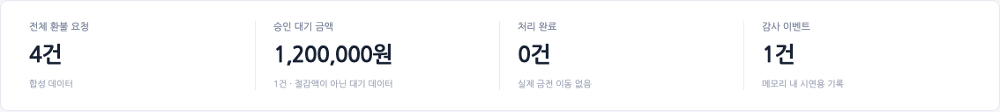 전체 환불 요청
4건
합성 데이터
승인 대기 금액
1,200,000원
1건 · 절감액이 아닌 대기 데이터
처리 완료
0건
실제 금전 이동 없음
감사 이벤트
1건
메모리 내 시연용 기록